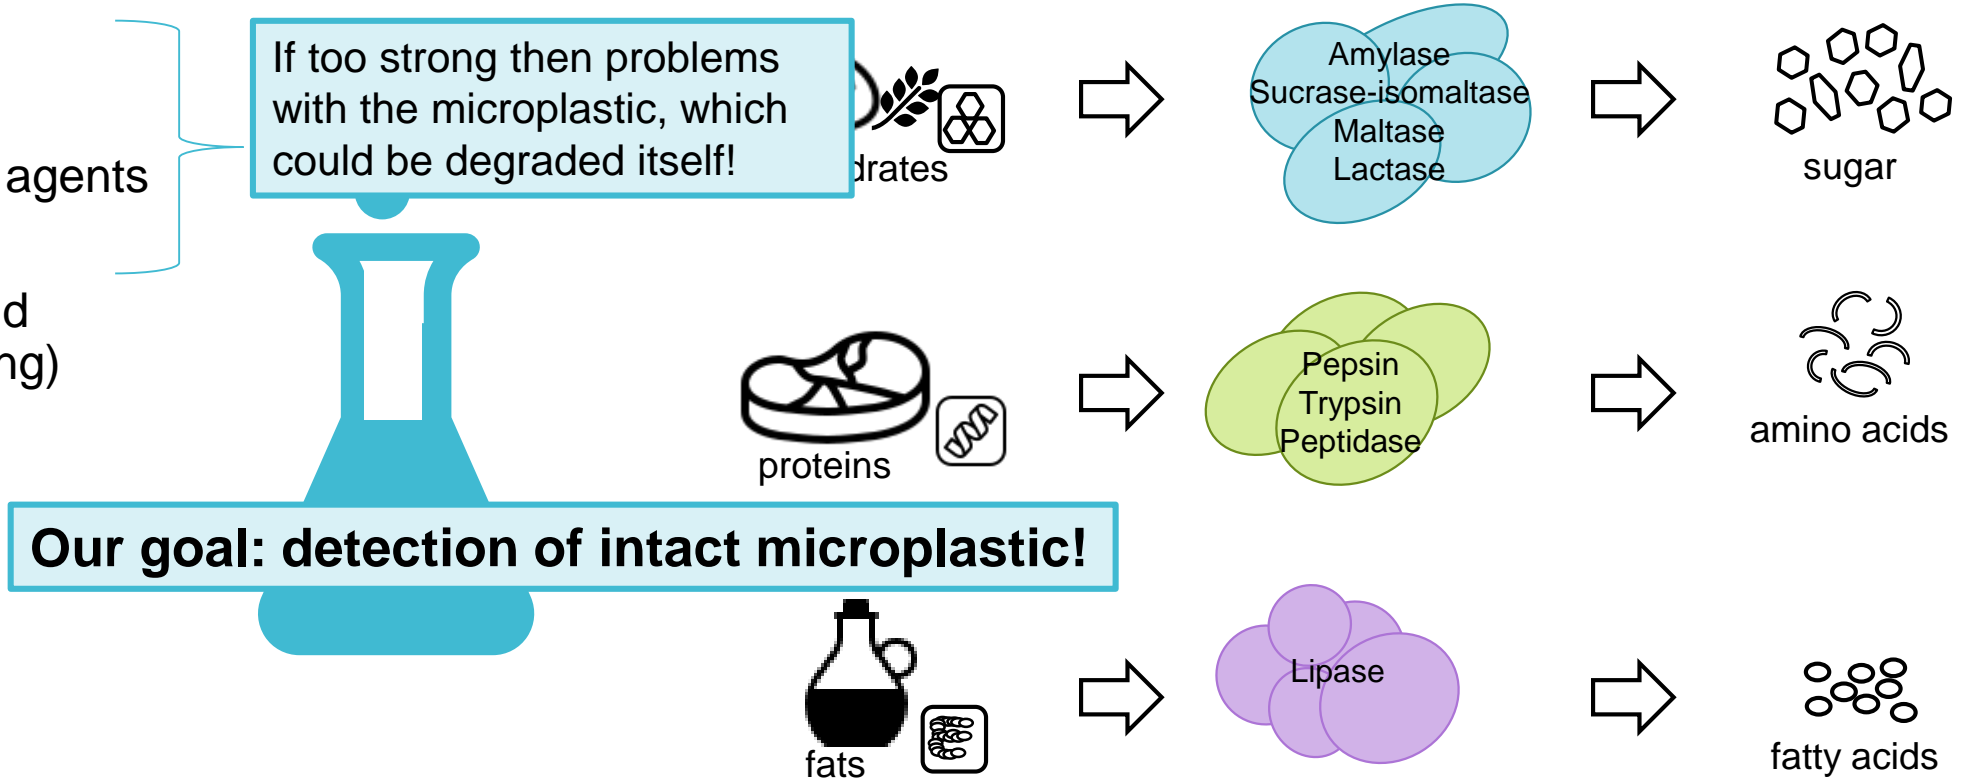 If too strong then problems
with the microplastic, which
could be degraded itself!
agents
d
ng)
drates
Amylase
Sucrase-isomaltase
Maltase
Lactase
sugar
proteins
Pepsin
Trypsin
Peptidase
amino acids
Our goal: detection of intact microplastic!
fats
Lipase
fatty acids